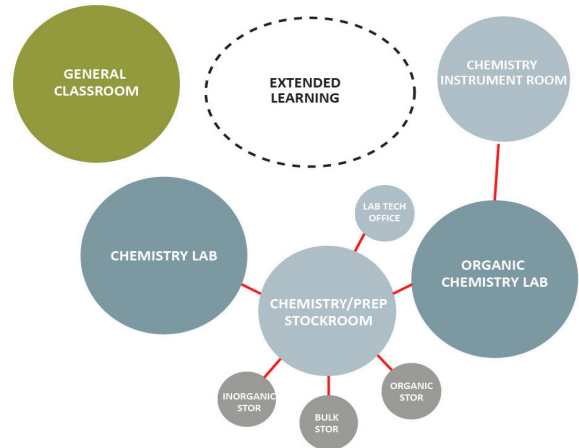 GENERAL
CLASSROOM
EXTENDED
LEARNING
CHEMISTRY
INSTRUMENT ROOM
LAB TECH
OFFICE
CHEMISTRY LAB
ORGANIC
CHEMISTRY LAB
CHEMISTRY/PREP
STOCKROOM
INORGANIC
STOR
BULK
STOR
ORGANIC
STOR